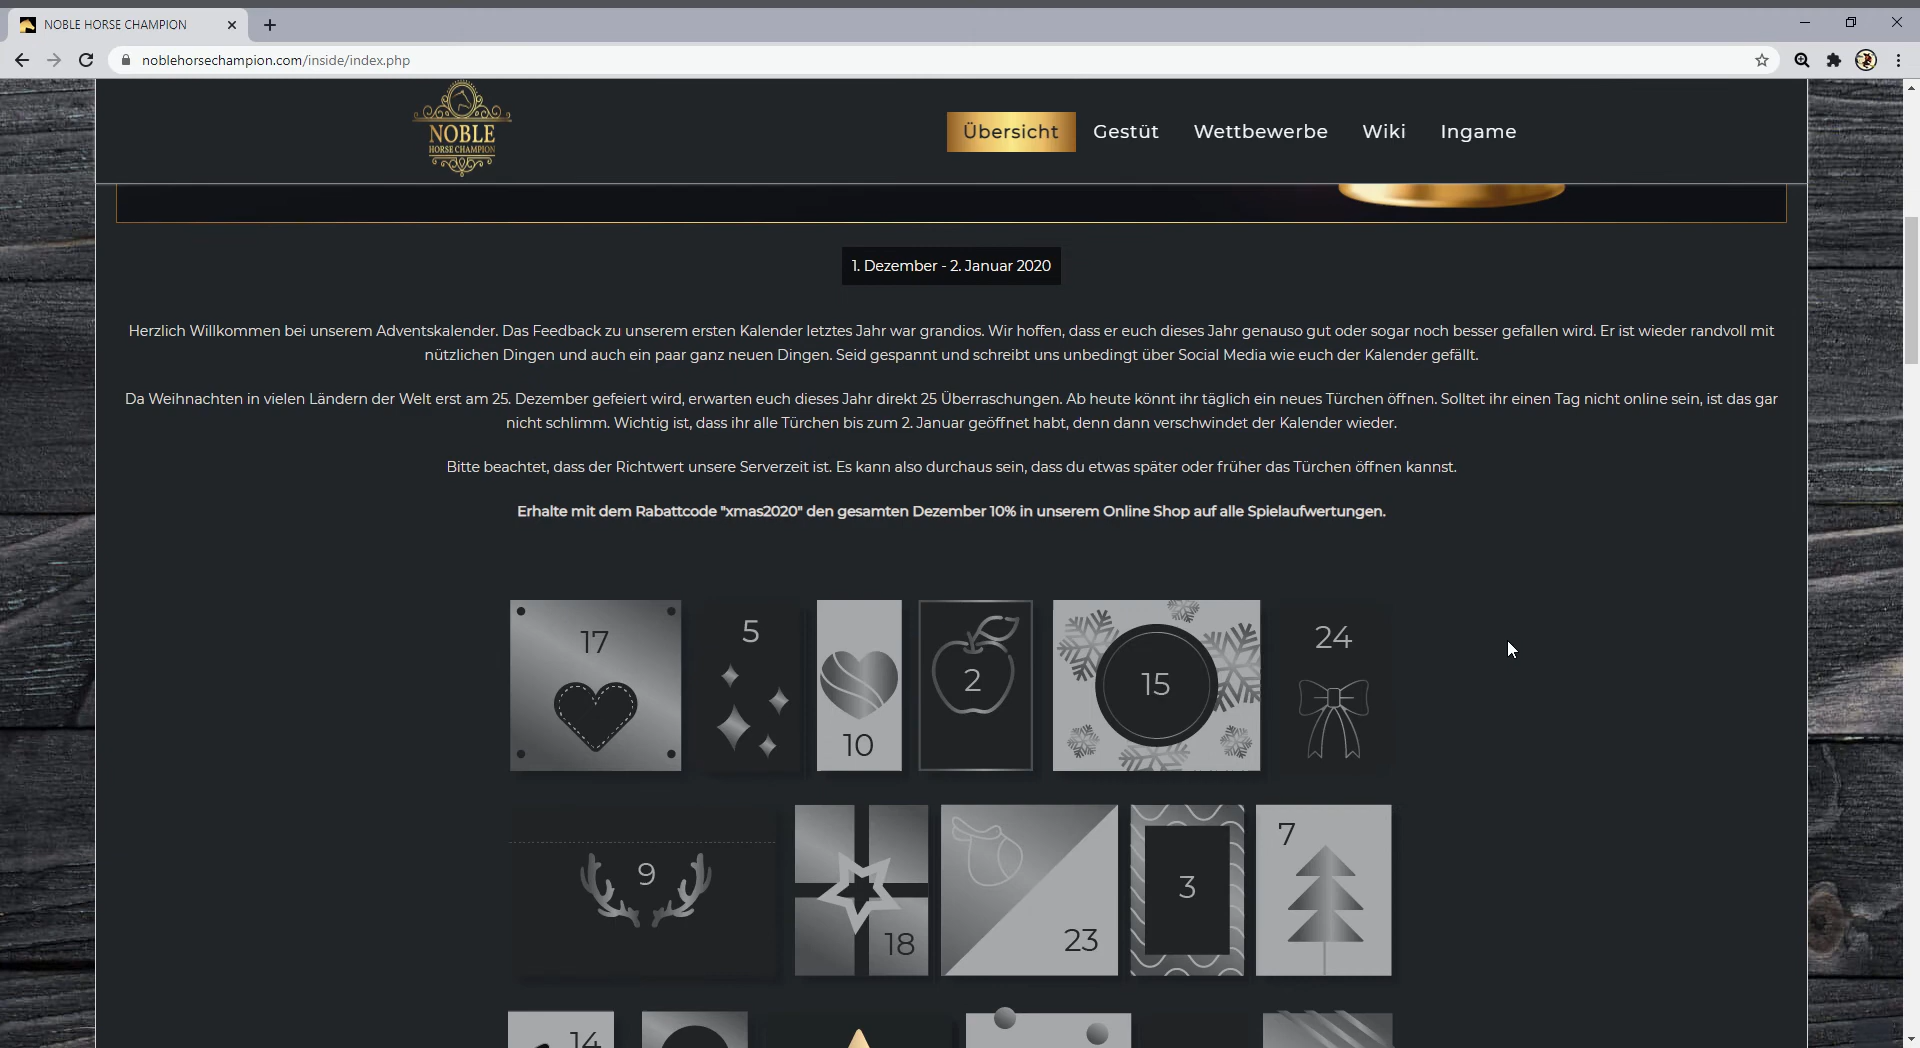 NOBLE HORSE CHAMPION
noblehorsechampion.com/inside/index.php
NOBLE
HORSE CHAMPION
Übersicht
Gestüt
Wettbewerbe
Wiki
Ingame
1. Dezember - 2. Januar 2020
Herzlich Willkommen bei unserem Adventskalender. Das Feedback zu unserem ersten Kalender letztes Jahr war grandios. Wir hoffen, dass er euch dieses Jahr genauso gut oder sogar noch besser gefallen wird. Er ist wieder randvoll mit
nützlichen Dingen und auch ein paar ganz neuen Dingen. Seid gespannt und schreibt uns unbedingt über Social Media wie euch der Kalender gefällt.
Da Weihnachten in vielen Ländern der Welt erst am 25. Dezember gefeiert wird, erwarten euch dieses Jahr direkt 25 Überraschungen. Ab heute könnt ihr täglich ein neues Türchen öffnen. Solltet ihr einen Tag nicht online sein, ist das gar
nicht schlimm. Wichtig ist, dass ihr alle Türchen bis zum 2. Januar geöffnet habt, denn dann verschwindet der Kalender wieder.
Bitte beachtet, dass der Richtwert unsere Serverzeit ist. Es kann also durchaus sein, dass du etwas später oder früher das Türchen öffnen kannst.
Erhalte mit dem Rabattcode "xmas2020" den gesamten Dezember 10% in unserem Online Shop auf alle Spielaufwertungen.
17
5
10
2
15
24
9
18
23
3
7
14